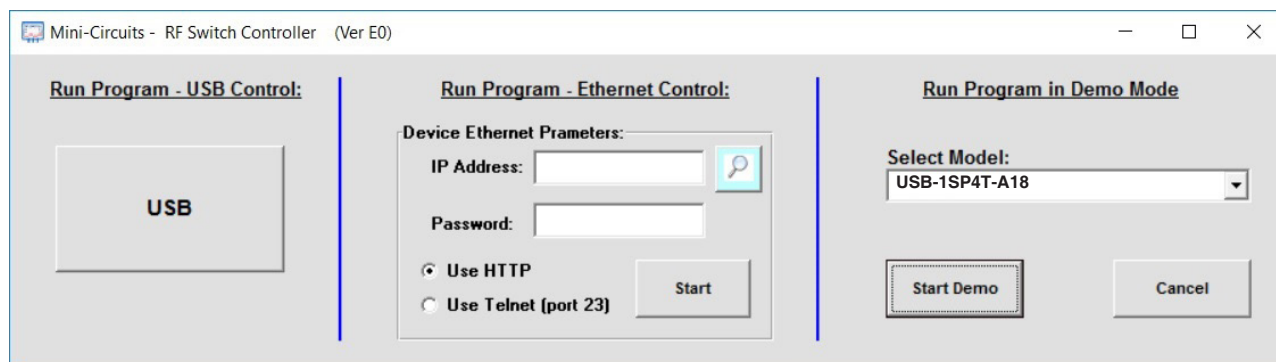 Mini-Circuits - RF Switch Controller (Ver E0)
Run Program - USB Control:
USB
Run Program - Ethernet Control:
Device Ethernet Prameters:
IP Address:
Password:
Use HTTP
Use Telnet (port 23)
Start
Run Program in Demo Mode
Select Model:
USB-1SP4T-A18
Start Demo
Cancel